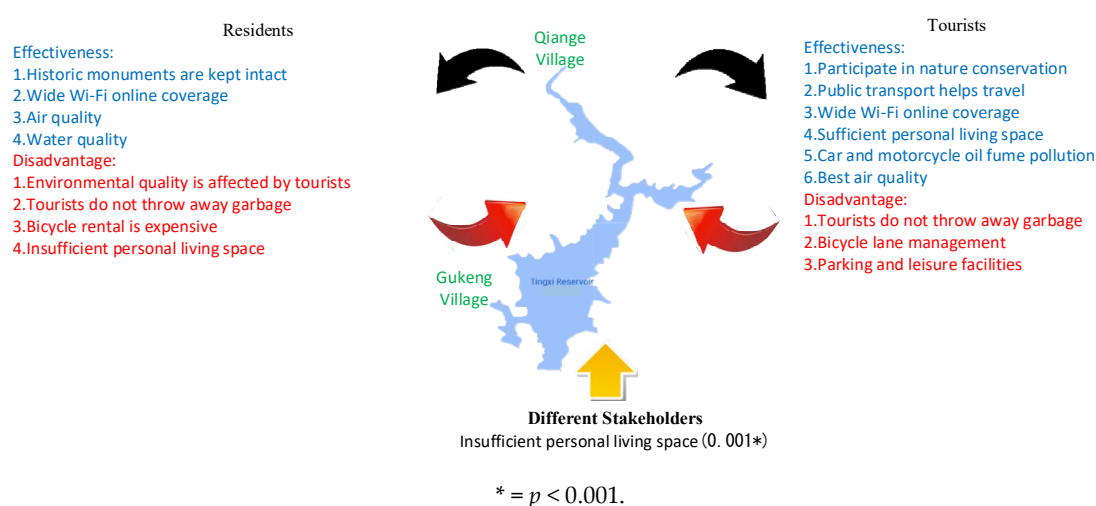 Residents
Effectiveness:
1.Historic monuments are kept intact
2.Wide Wi-Fi online coverage
3.Air quality
4.Water quality
Disadvantage:
1.Environmental quality is affected by tourists
2.Tourists do not throw away garbage
3.Bicycle rental is expensive
4.Insufficient personal living space
Qiange
Village
Gukeng
Village
Tingxi Reservoir
Tourists
Effectiveness:
1.Participate in nature conservation
2.Public transport helps travel
3.Wide Wi-Fi online coverage
4.Sufficient personal living space
5.Car and motorcycle oil fume pollution
6.Best air quality
Disadvantage:
1.Tourists do not throw away garbage
2.Bicycle lane management
3.Parking and leisure facilities
Different Stakeholders
Insufficient personal living space (0.001*)
* = p < 0.001.